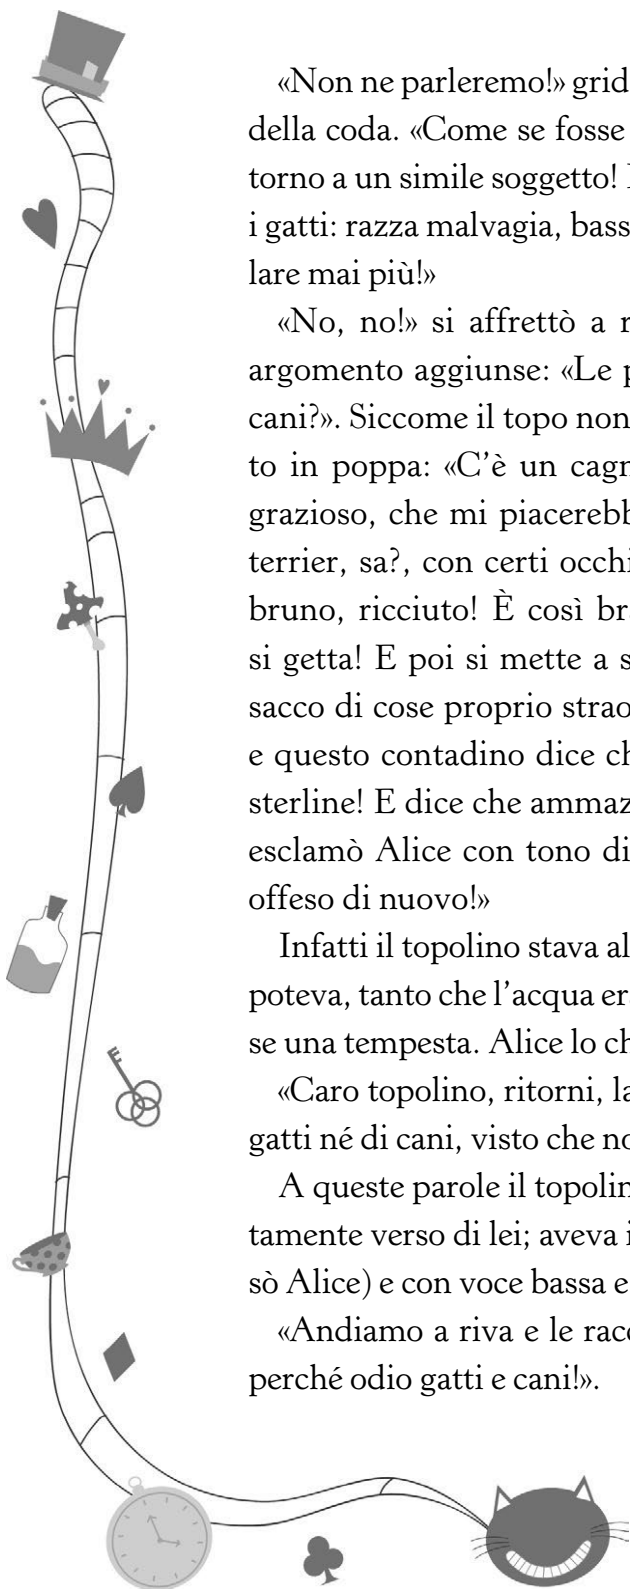 «Non ne parleremo!» grid
della coda. «Come se fosse
torno a un simile soggetto!
i gatti: razza malvagia, bass
lare mai più!»
«No, no!» si affrettò a r
argomento aggiunse: «Le p
cani?». Siccome il topo non
to in poppa: «C’è un cagn
grazioso, che mi piacerebb
terrier, sa?, con certi occhi
bruno, ricciuto! È così br
si getta! E poi si mette a s
sacco di cose proprio strao
e questo contadino dice ch
sterline! E dice che ammaz
esclamò Alice con tono di
offeso di nuovo!»
Infatti il topolino stava al
poteva, tanto che l’acqua er
se una tempesta. Alice lo ch
«Caro topolino, ritorni, la
gatti né di cani, visto che no
A queste parole il topolin
tamente verso di lei; aveva i
sò Alice) e con voce bassa e
«Andiamo a riva e le racc
perché odio gatti e cani!».